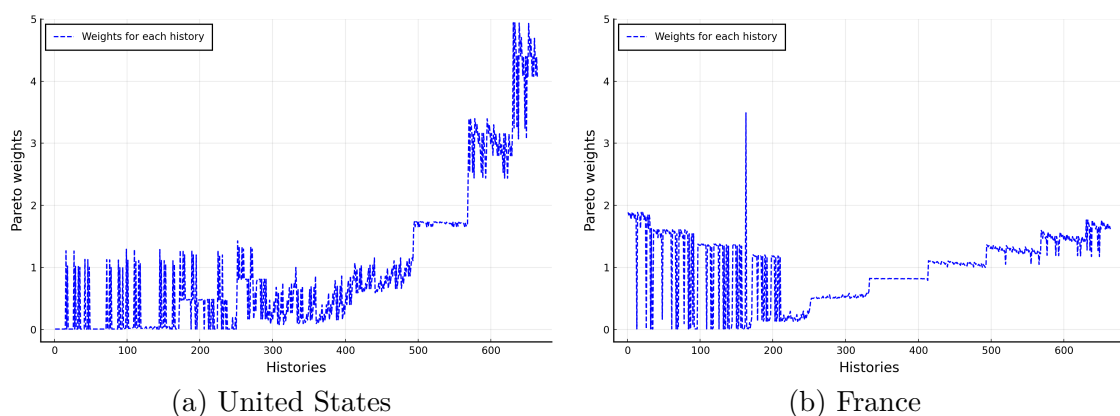 5
4
3
2
1
0
Pareto weights
Weights for each history
0 100 200 300 400 500 600
Histories
(a) United States
5
4
3
2
1
0
Pareto weights
Weights for each history
0 100 200 300 400 500 600
Histories
(b) France